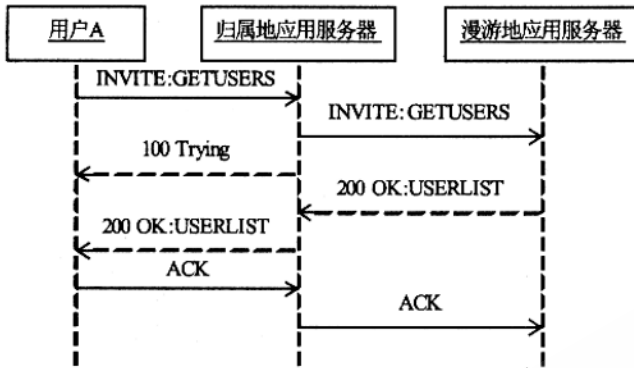 用户A
归属地应用服务器
漫游地应用服务器
INVITE:GETUSERS
INVITE: GETUSERS
100 Trying
200 OK:USERLIST
200 OK:USERLIST
ACK
ACK